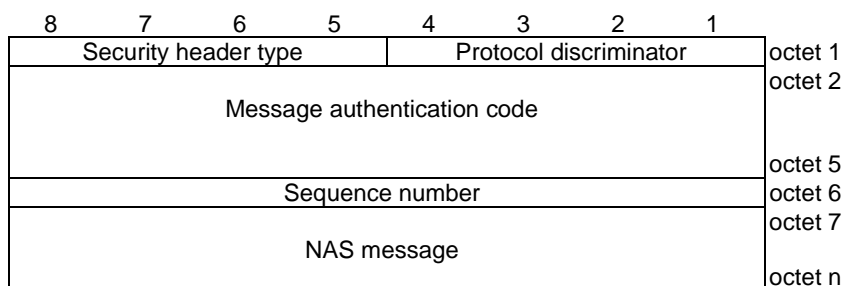 8 7 6 5 4 3 2 1
Security header type Protocol discriminator octet 1
octet 2
Message authentication code
octet 5
Sequence number octet 6
octet 7
NAS message
octet n